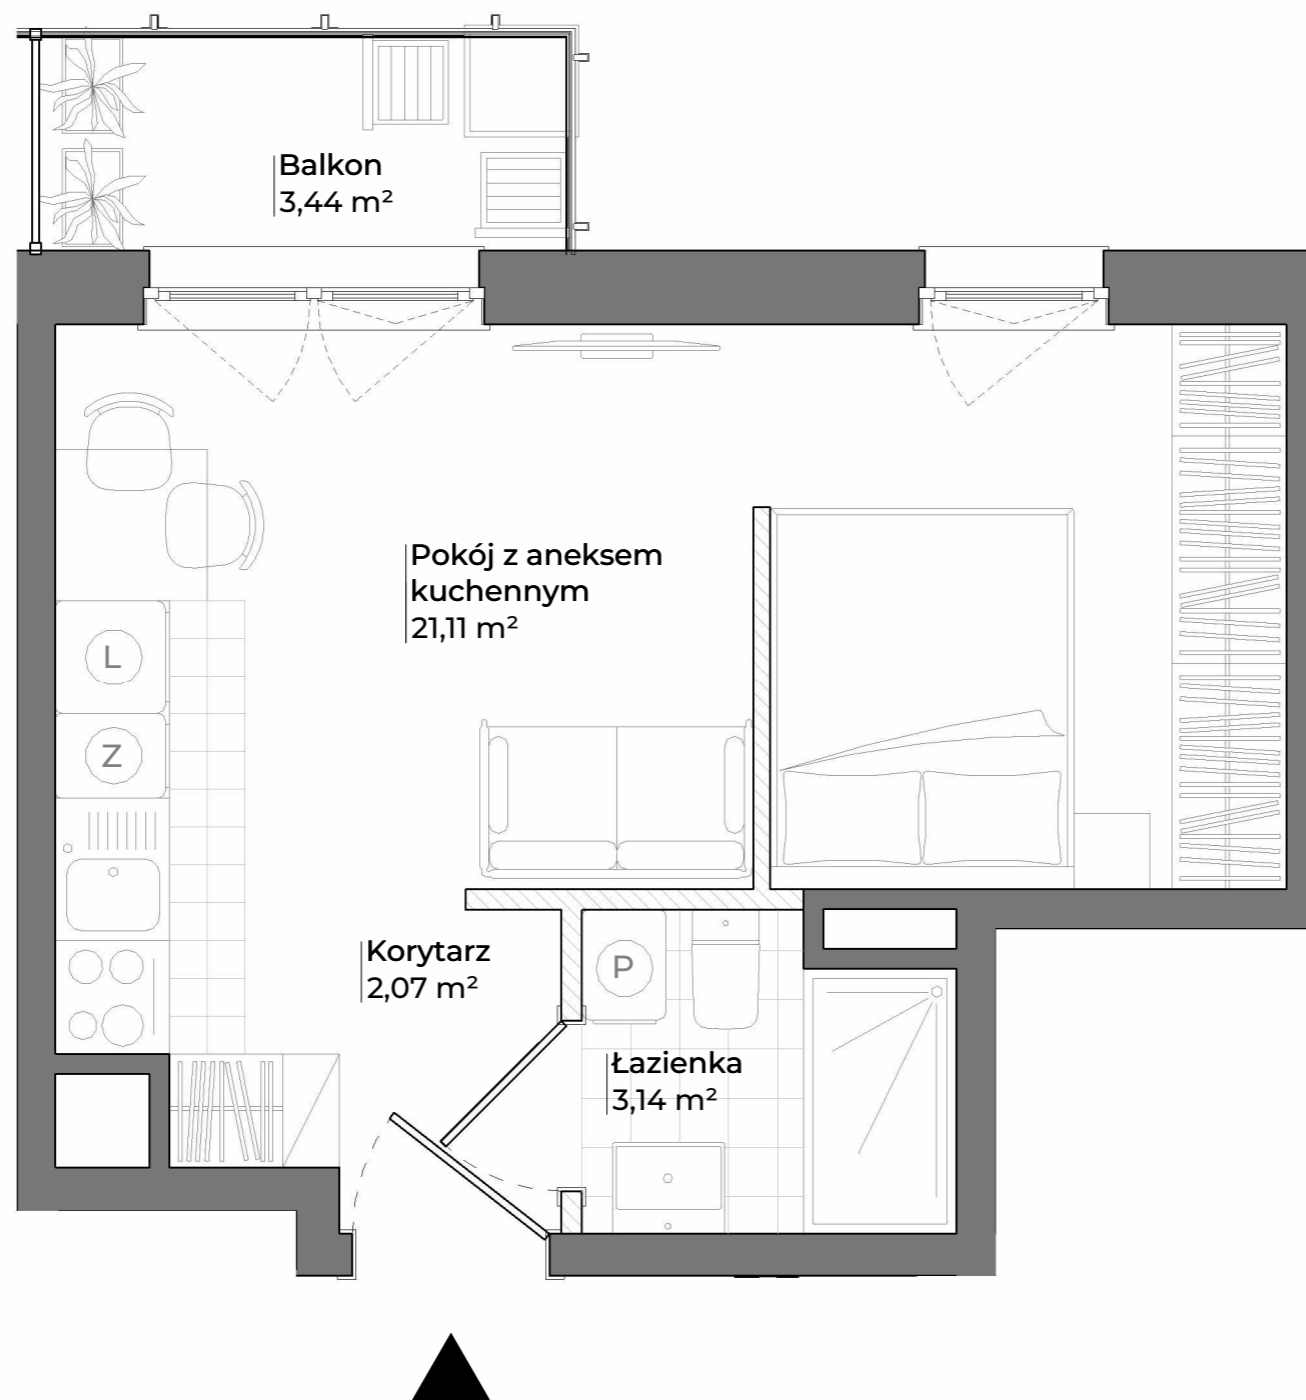 Balkon
3,44 m²
Pokój z aneksem
kuchennym
21,11 m²
L
Z
Korytarz
2,07 m²
P
Łazienka
3,14 m²